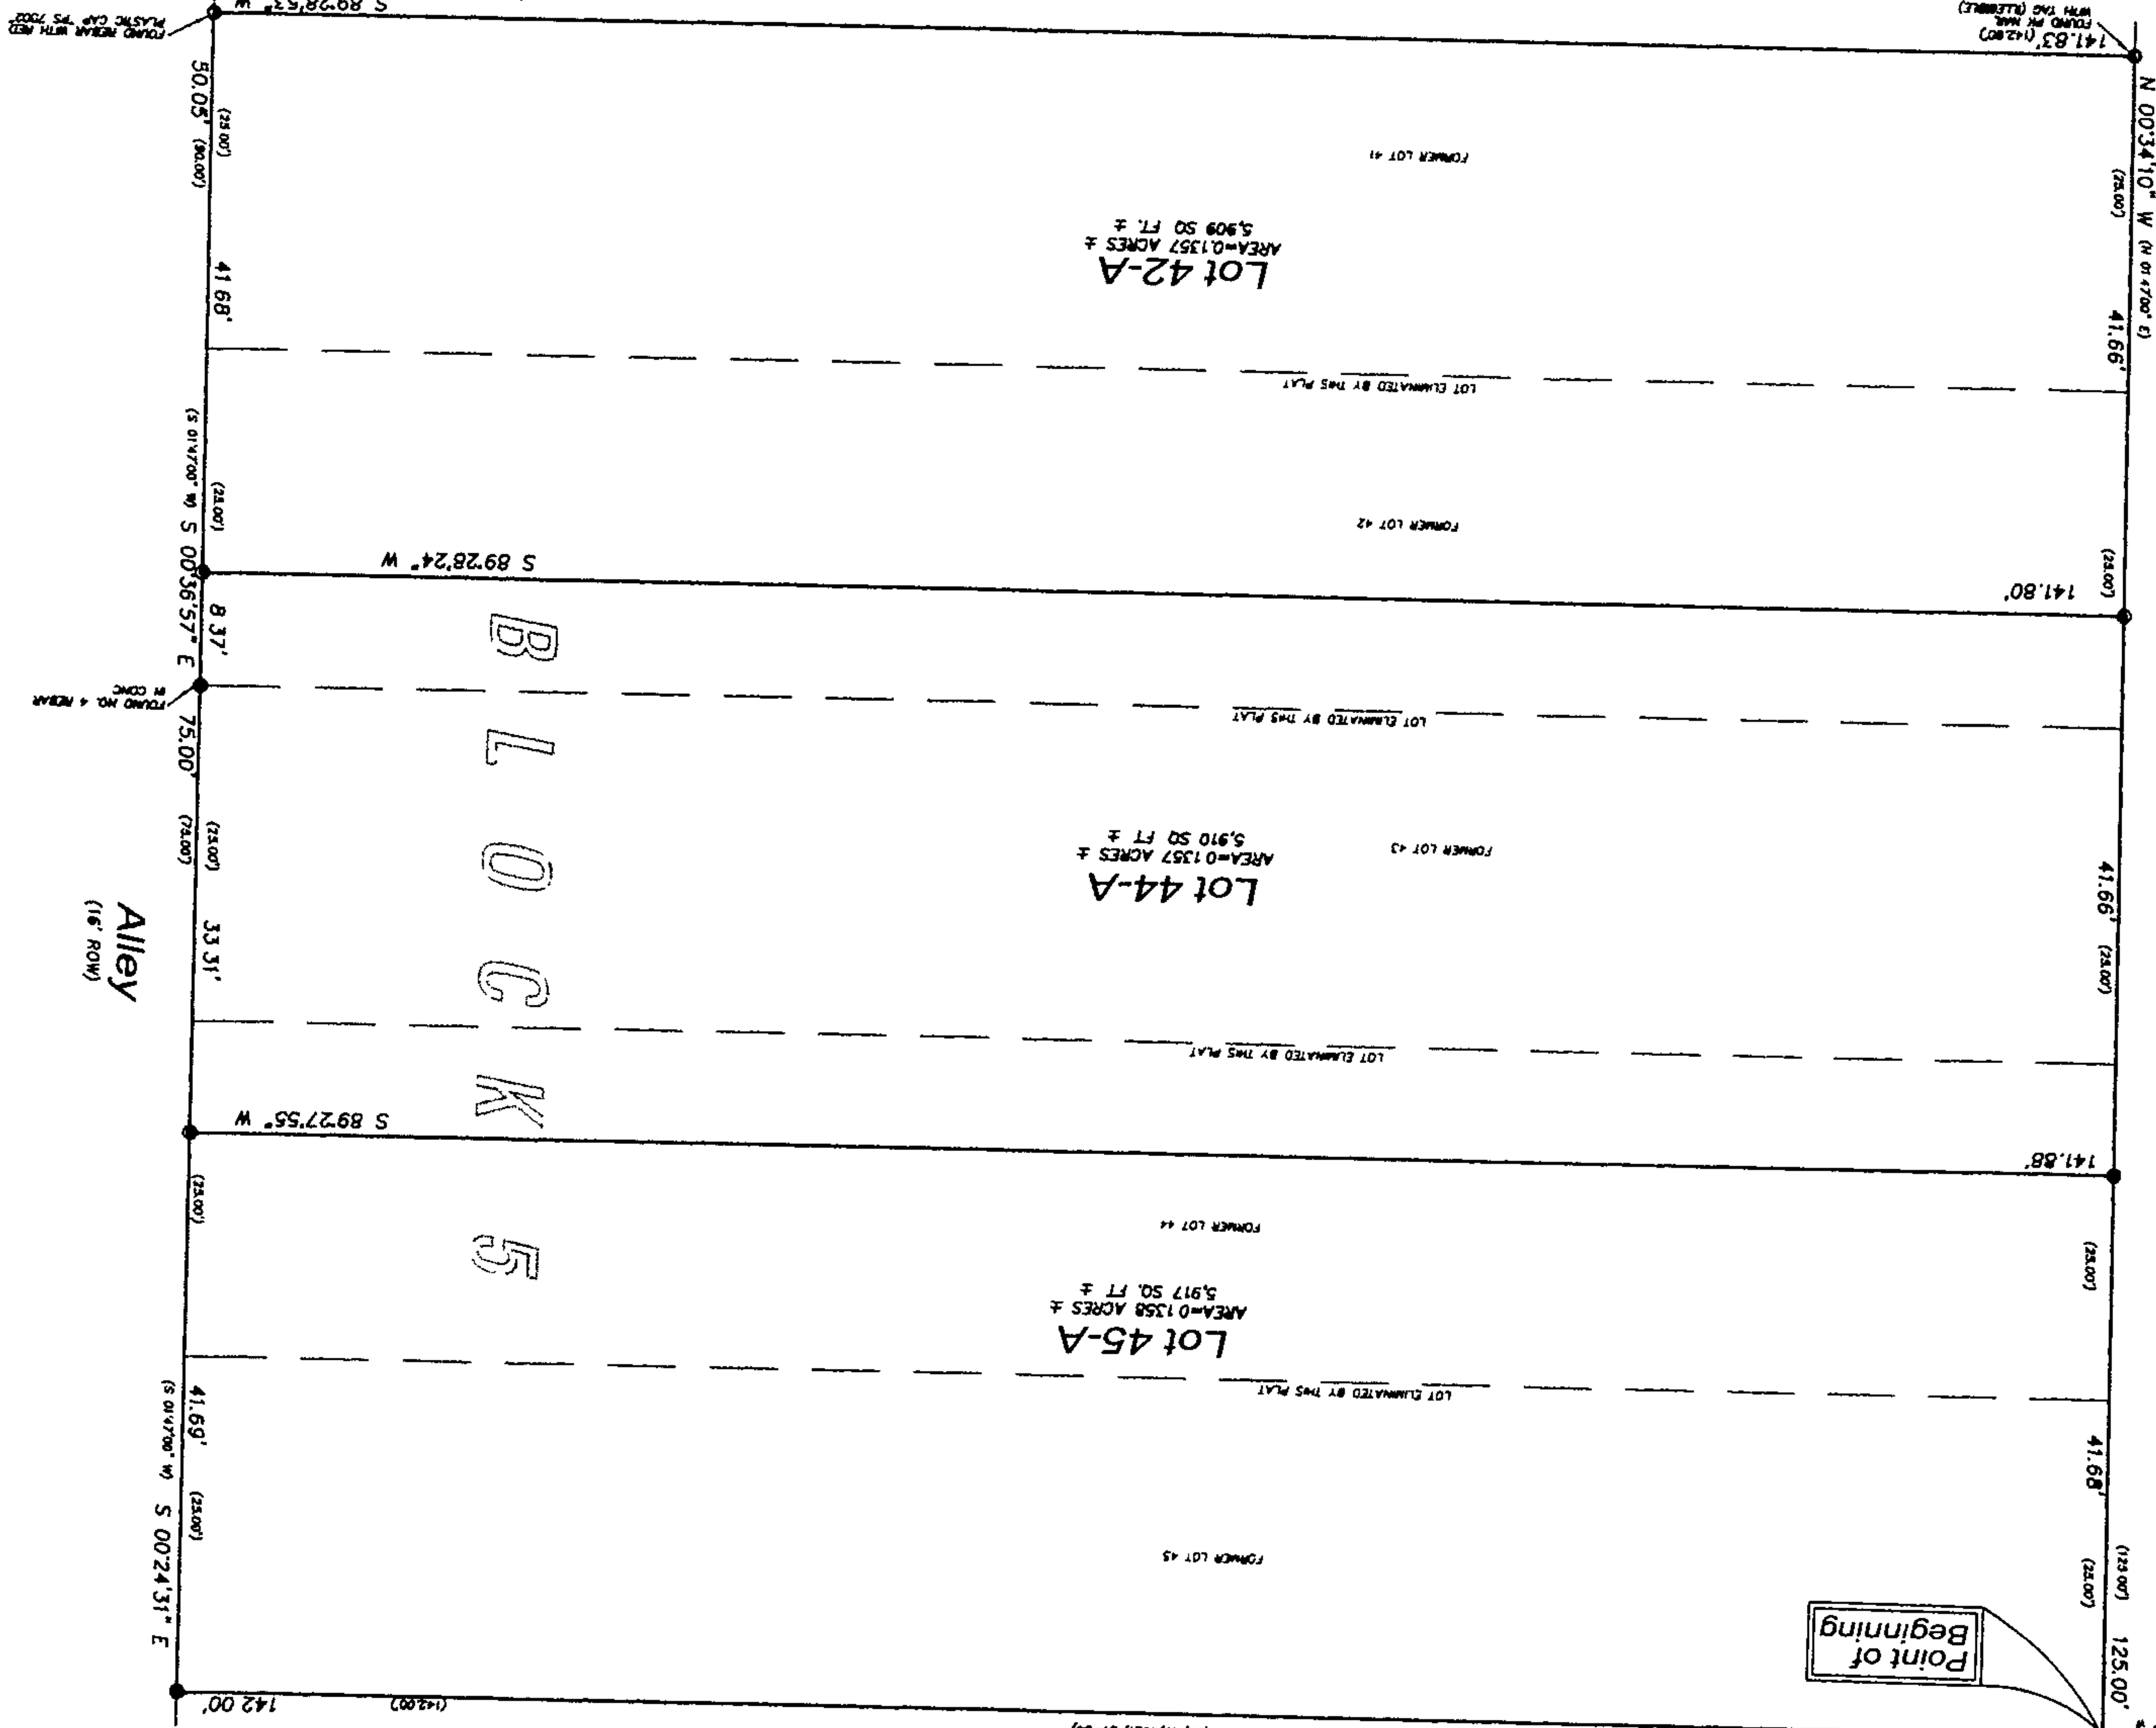 Point of
Beginning
142.00'
(142.00')
125.00'
(125.00')
(25.00')
41.68'
(25.00')
FORMER LOT 45
S 00°24'31" E
(S 01°47'00" W)
(25.00')
41.69'
(25.00')
LOT ELIMINATED BY THIS PLAT
Lot 45-A
AREA=0.1358 ACRES ±
5,917 SQ. FT ±
FORMER LOT 44
141.88'
S 89°27'55" W
LOT ELIMINATED BY THIS PLAT
41.66'
(25.00')
Lot 44-A
AREA=0.1357 ACRES ±
5,910 SQ FT ±
FORMER LOT 43
33.31'
(25.00')
75.00'
(75.00')
Alley
(16' ROW)
LOT ELIMINATED BY THIS PLAT
FOUND NO. 4 REBAR
IN CONC
8.37'
BLOCK 5
141.80'
S 89°28'24" W
S 00°36'57" E
(S 01°47'00" W)
(25.00')
(25.00')
FORMER LOT 42
LOT ELIMINATED BY THIS PLAT
41.66'
41.68'
Lot 42-A
AREA=0.1357 ACRES ±
5,909 SQ FT. ±
FORMER LOT 41
(25.00')
(25.00')
50.05'
N 00°34'10" W (N 01°47'00" E)
141.83' (142.00')
FOUND PK NAIL
WITH TAG (ILLEGIBLE)
S 89°28'53" W
FOUND REBAR WITH RED
PLASTIC CAP "PS 7002